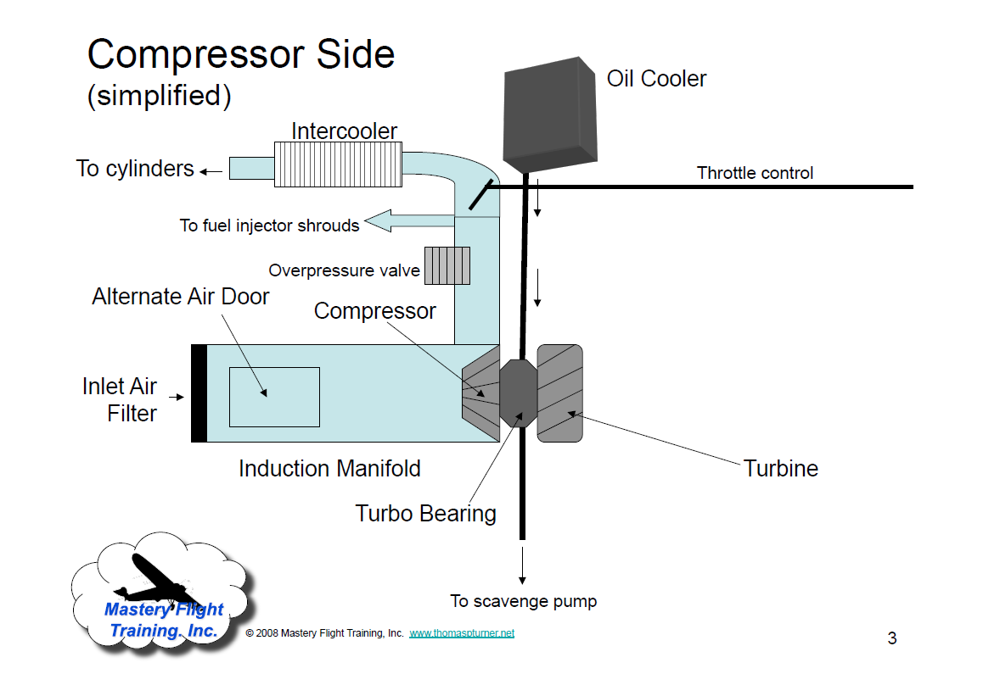 Compressor Side
(simplified)
Oil Cooler
Intercooler
To cylinders
Throttle control
To fuel injector shrouds
Overpressure valve
Alternate Air Door
Compressor
Inlet Air
Filter
Induction Manifold
Turbine
Turbo Bearing
To scavenge pump
Mastery Flight
Training. Inc.
© 2008 Mastery Flight Training, Inc. www.thomaspturner.net
3